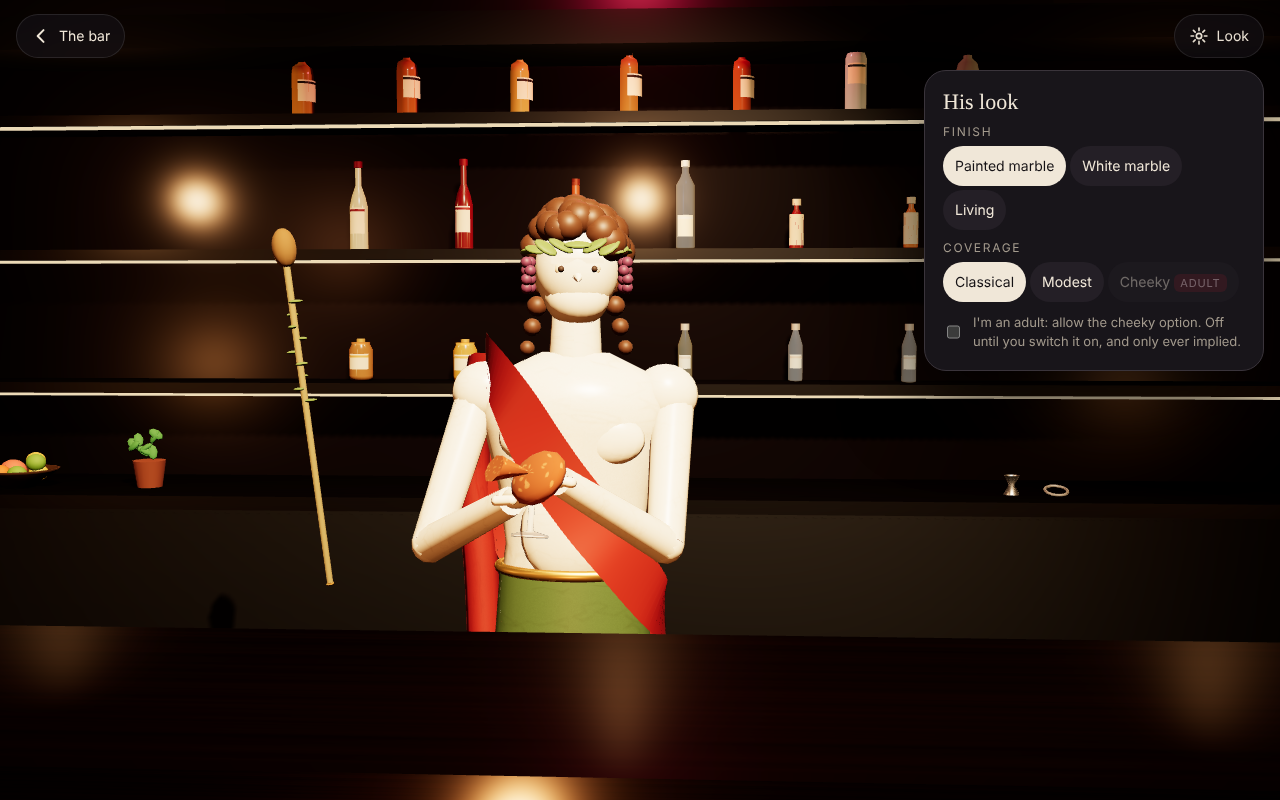 The bar
Look
His look
FINISH
Painted marble
White marble
Living
COVERAGE
Classical
Modest
Cheeky ADULT
I'm an adult: allow the cheeky option. Off
until you switch it on, and only ever implied.